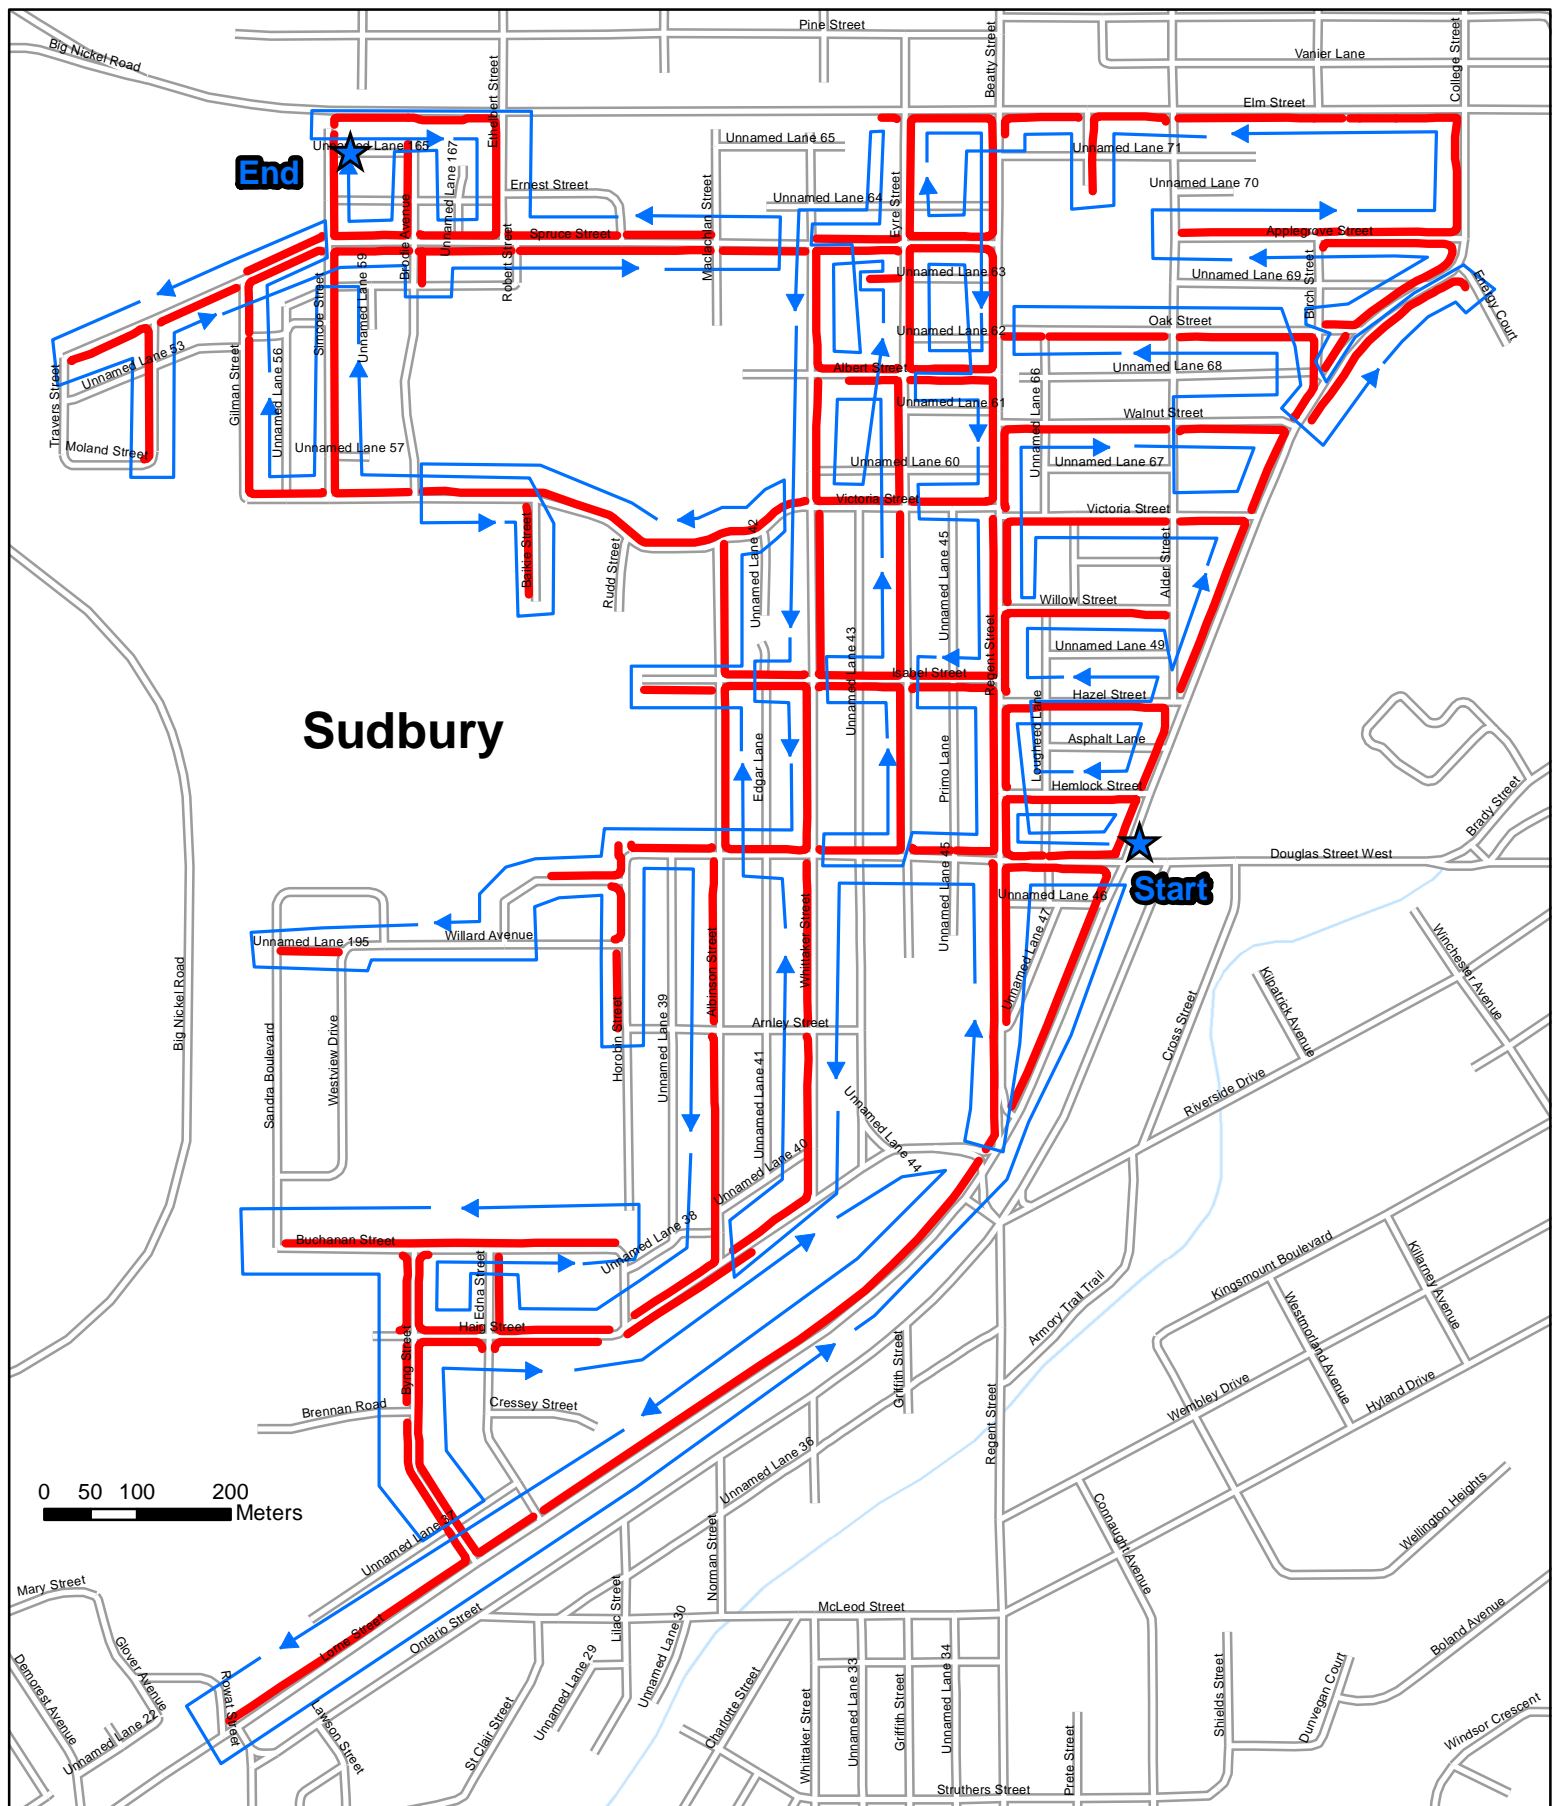 Pine Street
Big Nickel Road
Beatty Street
College Street
Vanier Lane
Ethelbert Street
Elm Street
Unnamed Lane 65
Unnamed Lane 165
Unnamed Lane 167
Unnamed Lane 71
End
Ernest Street
Unnamed Lane 70
Maclachlan Street
Unnamed Lane 64
Eyre Street
Brodie Avenue
Spruce Street
Applegrove Street
Robert Street
Unnamed Lane 63
Unnamed Lane 69
Birch Street
Energy Court
Simcoe Street
Unnamed Lane 59
Unnamed Lane 62
Oak Street
Unnamed Lane 53
Gilman Street
Unnamed Lane 56
Albert Street
Unnamed Lane 68
Travers Street
Unnamed Lane 61
Unnamed Lane 66
Walnut Street
Moland Street
Unnamed Lane 57
Unnamed Lane 60
Unnamed Lane 67
Victoria Street
Victoria Street
Baikie Street
Rudd Street
Unnamed Lane 42
Unnamed Lane 45
Alder Street
Willow Street
Unnamed Lane 43
Regent Street
Unnamed Lane 49
Isabel Street
Hazel Street
Sudbury
Lougheed Lane
Asphalt Lane
Edgar Lane
Primo Lane
Hemlock Street
Brady Street
Douglas Street West
Start
Unnamed Lane 45
Unnamed Lane 46
Unnamed Lane 195
Willard Avenue
Albinson Street
Whittaker Street
Unnamed Lane 47
Winchester Avenue
Kilpatrick Avenue
Big Nickel Road
Sandra Boulevard
Westview Drive
Horobin Street
Unnamed Lane 39
Arnley Street
Unnamed Lane 41
Cross Street
Riverside Drive
Unnamed Lane 44
Unnamed Lane 40
Buchanan Street
Unnamed Lane 38
Kingsmount Boulevard
Killarney Avenue
Edna Street
Armory Trail Trail
Westmorland Avenue
Haig Street
Byng Street
Griffith Street
Regent Street
Wembley Drive
Hyland Drive
Brennan Road
Cressey Street
Unnamed Lane 36
0 50 100 200
Meters
Norman Street
Connaught Avenue
Wellington Heights
Unnamed Lane 37
Mary Street
Lilac Street
McLeod Street
Boland Avenue
Lorne Street
Ontario Street
Glover Avenue
Demorest Avenue
Rowat Street
Unnamed Lane 22
Lawson Street
St Clair Street
Unnamed Lane 29
Unnamed Lane 30
Charlotte Street
Whittaker Street
Unnamed Lane 33
Griffith Street
Unnamed Lane 34
Prete Street
Shields Street
Dunvegan Court
Windsor Crescent
Struthers Street